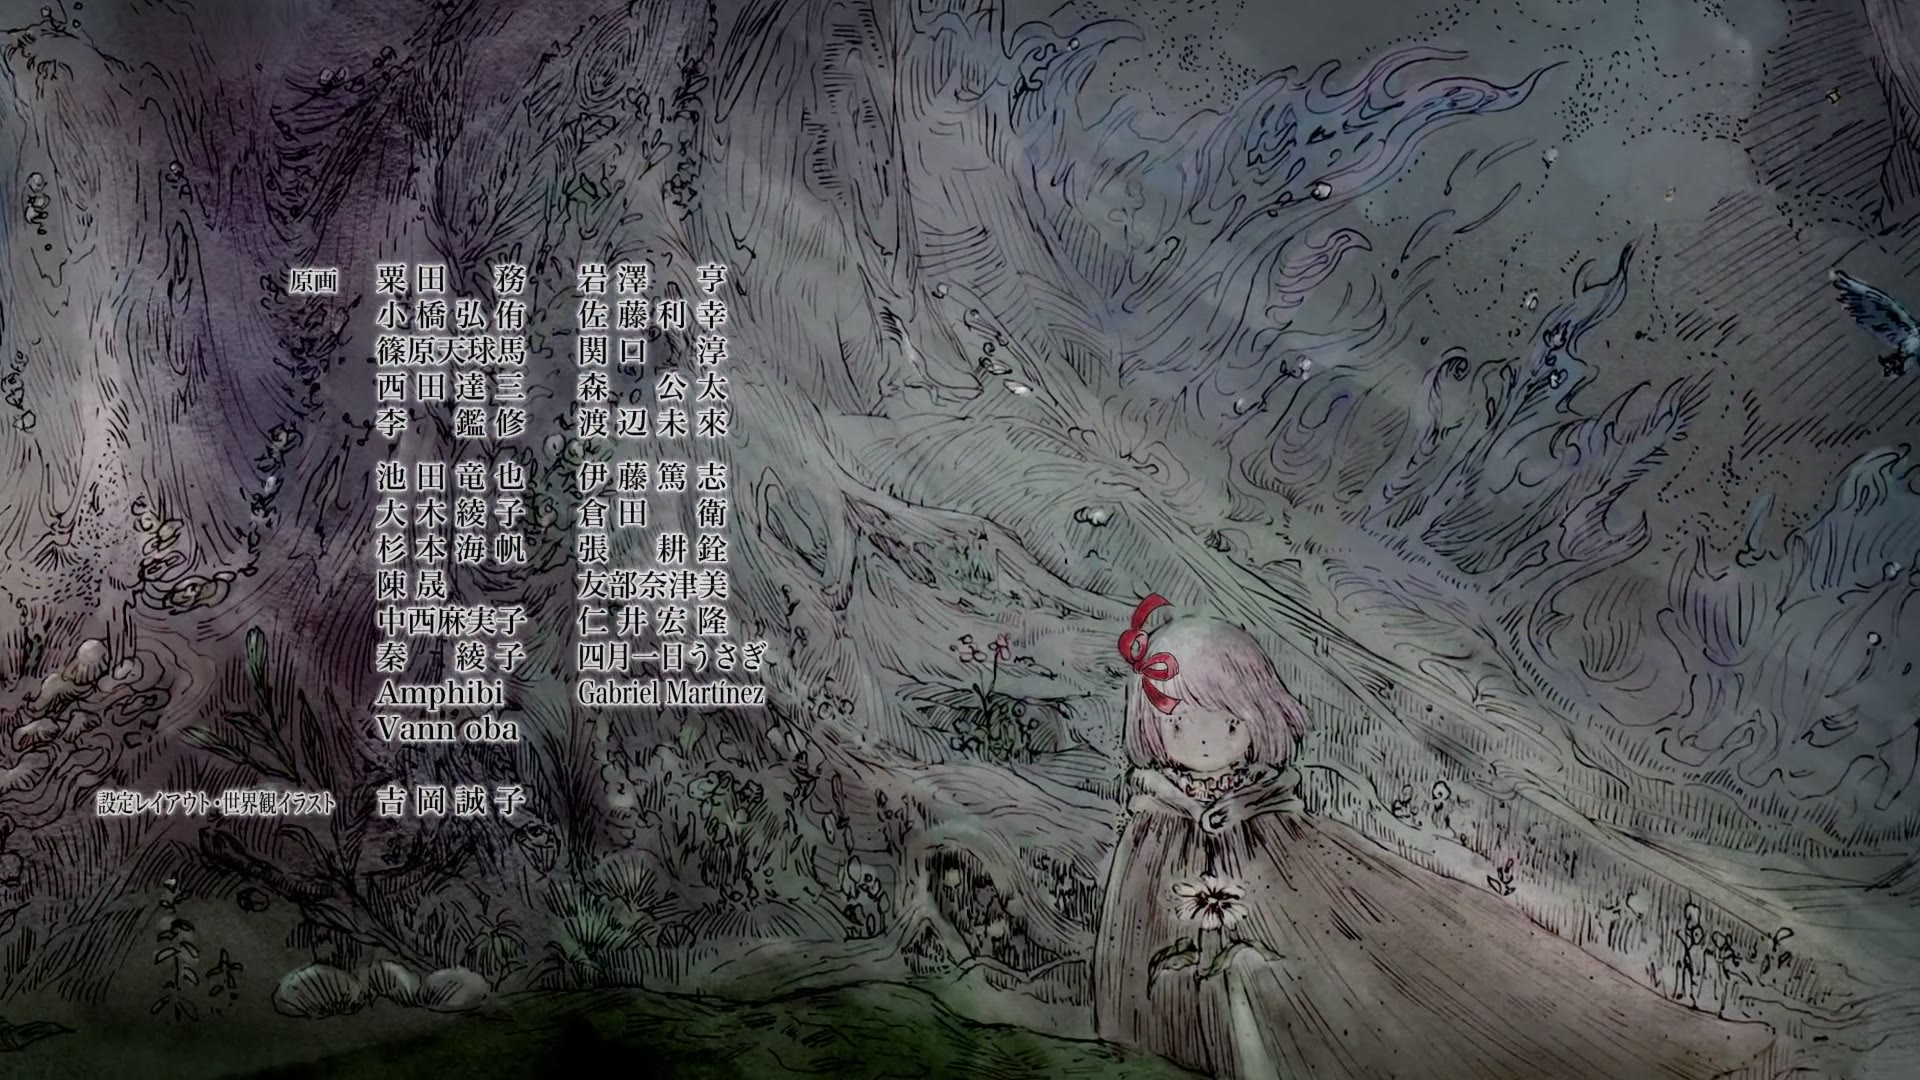 原画 粟田 務 岩澤 亨
小橋弘侑 佐藤利幸
篠原天球馬 関口 淳
西田達三 森 公太
李 鑑修 渡辺未來
池田竜也 伊藤篤志
大木綾子 倉田 衛
杉本海帆 張 耕銓
陳晟 友部奈津美
中西麻実子 仁井宏隆
秦 綾子 四月一日うさぎ
Amphibi Gabriel Martínez
Vann oba
設定レイアウト・世界観イラスト 吉岡誠子